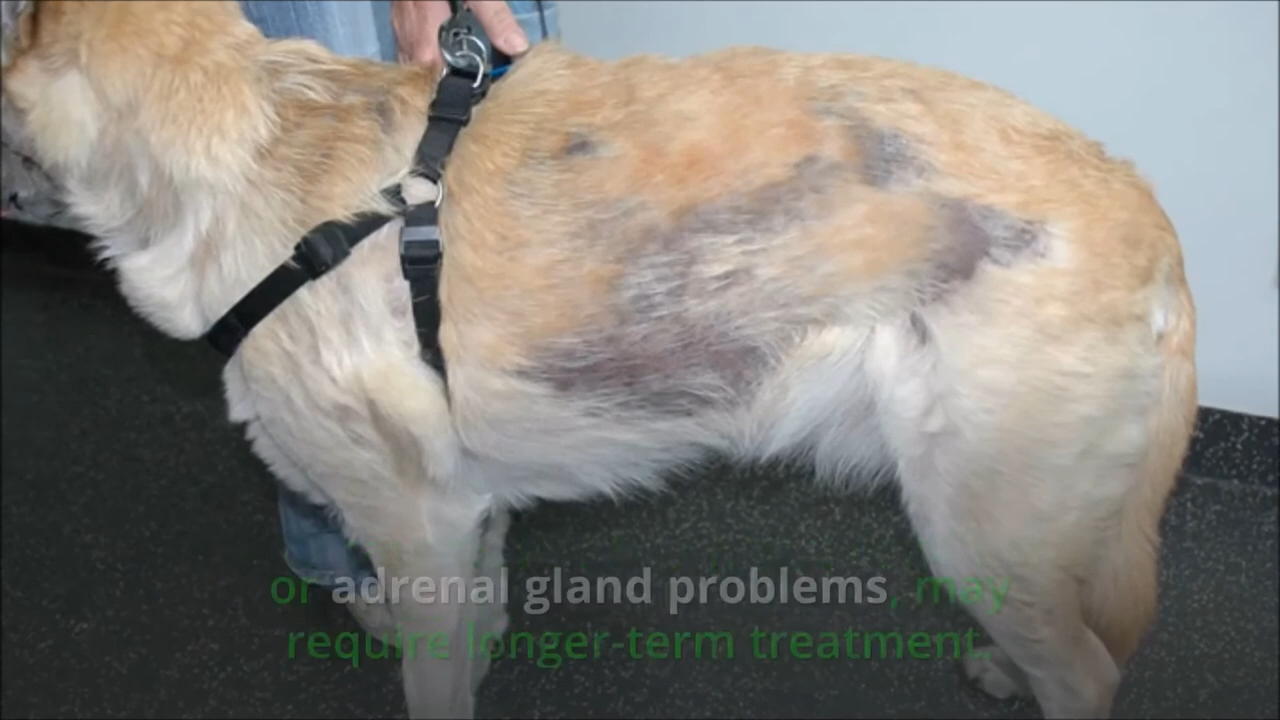 or adrenal gland problems, may
require longer-term treatment.